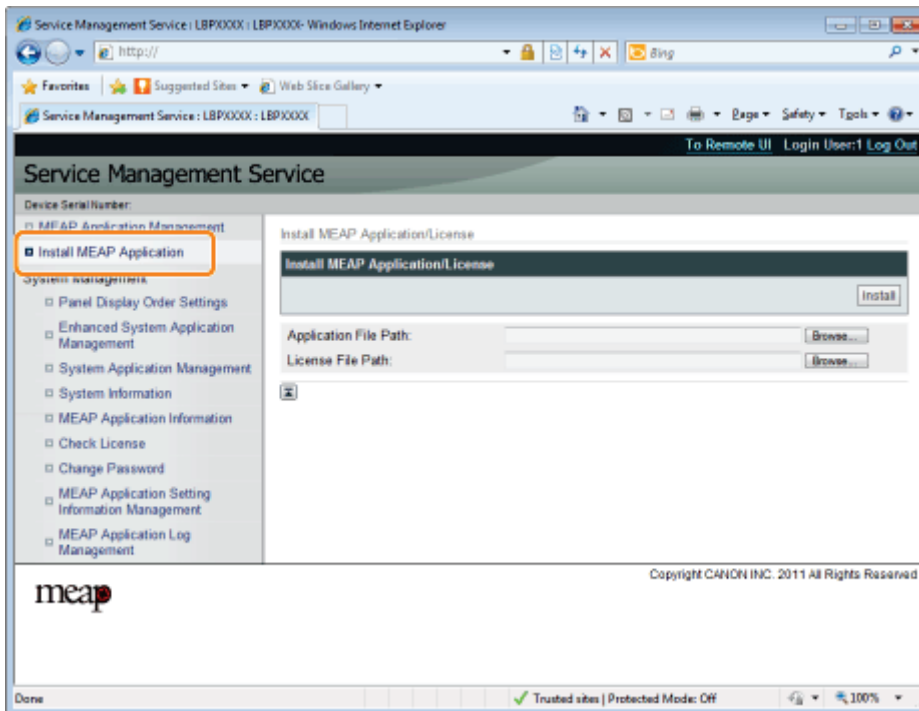 Service Management Service : LBPXXXX : LBPXXXX- Windows Internet Explorer
http://
Bing
Favorites Suggested Sites Web Slice Gallery
Service Management Service : LBPXXXX : LBPXXXX
Page Safety Tools
To Remote UI Login User:1 Log Out
Service Management Service
Device Serial Number:
MEAP Application Management
Install MEAP Application
System Management
Panel Display Order Settings
Enhanced System Application
Management
System Application Management
System Information
MEAP Application Information
Check License
Change Password
MEAP Application Setting
Information Management
MEAP Application Log
Management
Install MEAP Application/License
Install MEAP Application/License
Install
Application File Path: Browse...
License File Path: Browse...
Copyright CANON INC. 2011 All Rights Reserved
meap
Done Trusted sites | Protected Mode: Off 100%